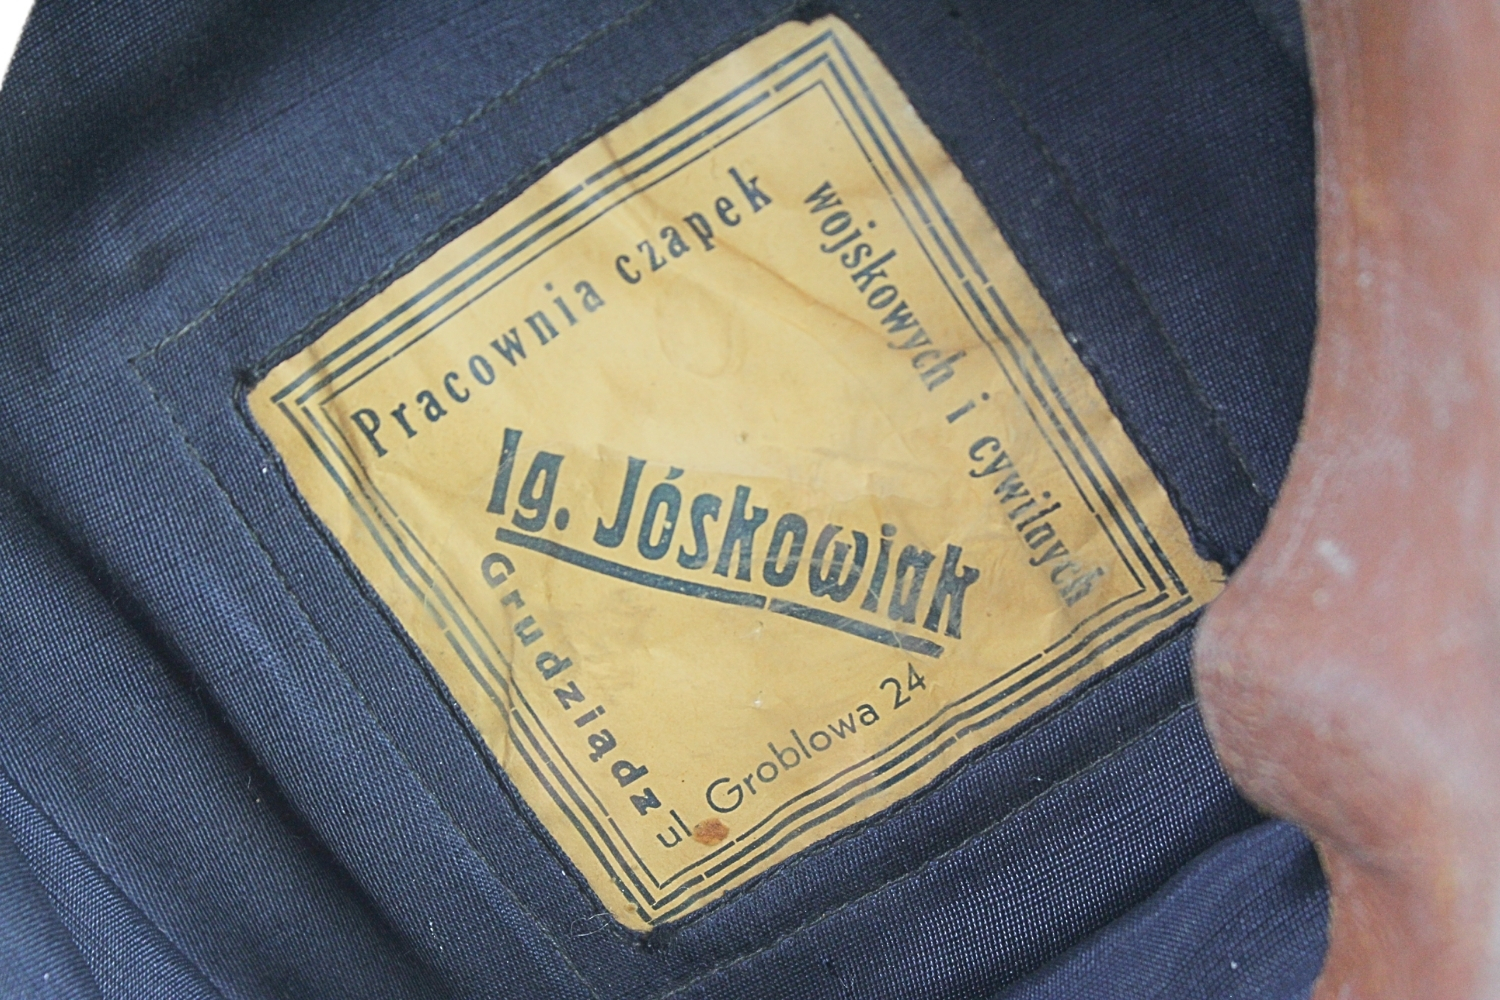 Pracownia czapek
wojskowych i cywilnych
Ig. Jóskowiak
Grudziądz
ul. Groblowa 24